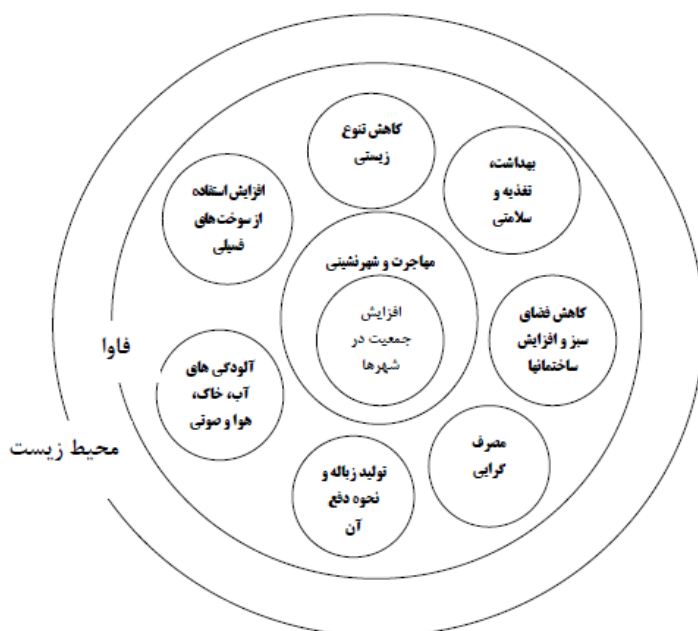 کاهش تنوع
زیستی
بهداشت،
تغذیه و
سلامتی
افزایش استفاده
از سوخت‌های
فسیلی
مهاجرت و شهرنشینی
افزایش
جمعیت در
شهرها
کاهش فضای
سبز و افزایش
ساختمانها
فاوا
آلودگی های
آب، خاک،
هوا و صوتی
محیط زیست
مصرف
گرایی
تولید زباله و
نحوه دفع
آن